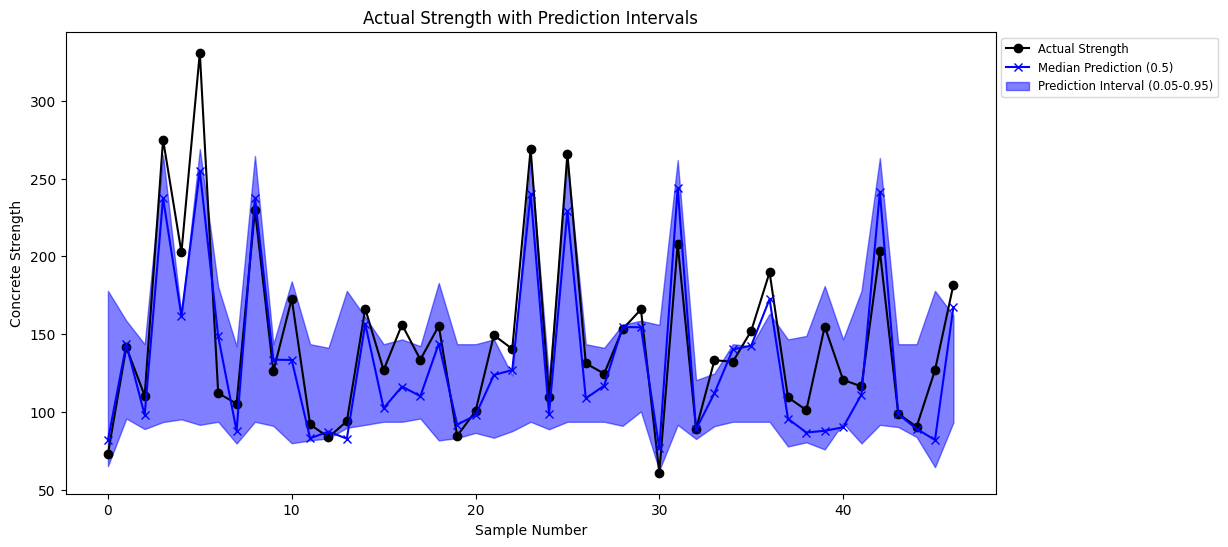 Actual Strength with Prediction Intervals
Actual Strength
Median Prediction (0.5)
Prediction Interval (0.05-0.95)
Concrete Strength
300
250
200
150
100
50
0
10
20
30
40
Sample Number